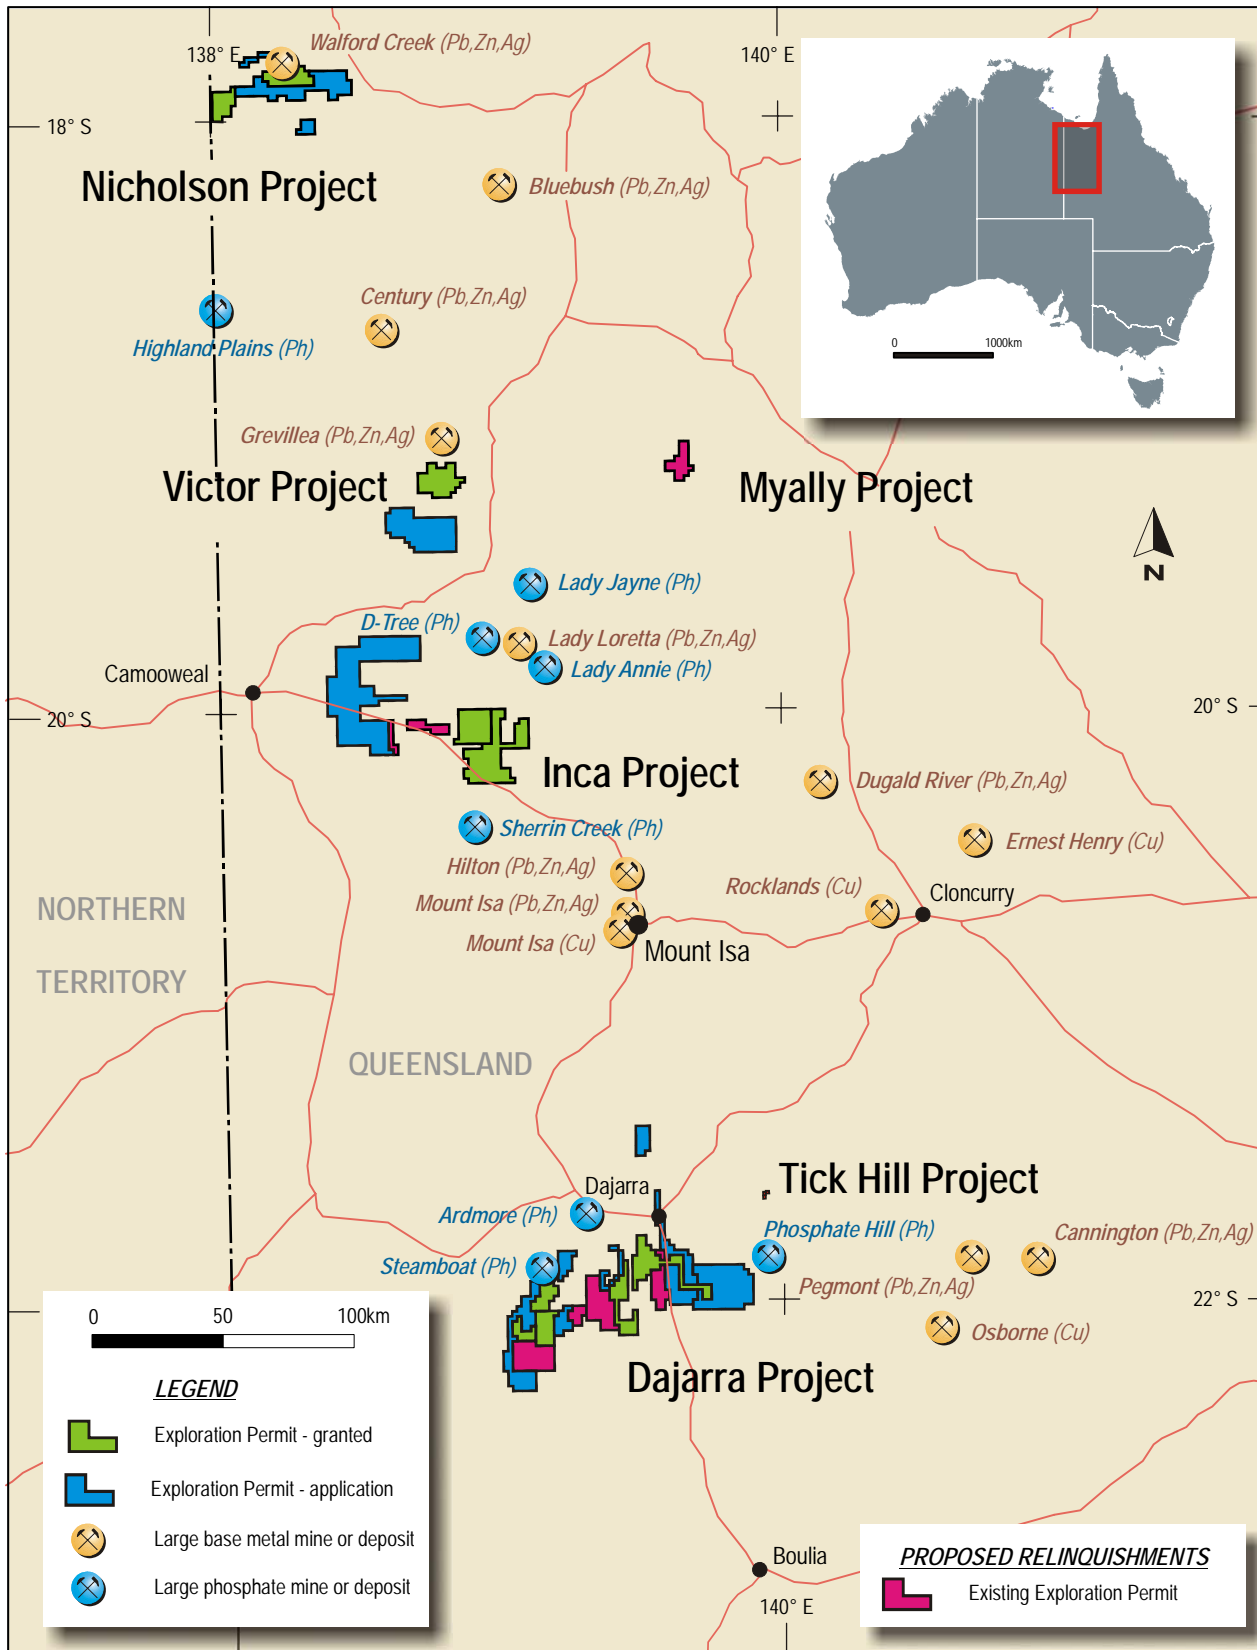 Walford Creek (Pb,Zn,Ag)
138° E
140° E
18° S
Nicholson Project
Bluebush (Pb,Zn,Ag)
Century (Pb,Zn,Ag)
Highland Plains (Ph)
0 1000km
Grevillea (Pb,Zn,Ag)
Victor Project
Myally Project
N
Lady Jayne (Ph)
D-Tree (Ph)
Lady Loretta (Pb,Zn,Ag)
Lady Annie (Ph)
Camooweal
20° S
20° S
Inca Project
Dugald River (Pb,Zn,Ag)
Sherrin Creek (Ph)
Ernest Henry (Cu)
Hilton (Pb,Zn,Ag)
Rocklands (Cu)
Cloncurry
Mount Isa (Pb,Zn,Ag)
NORTHERN
TERRITORY
Mount Isa (Cu)
Mount Isa
QUEENSLAND
Tick Hill Project
Dajarra
Ardmore (Ph)
Phosphate Hill (Ph)
Cannington (Pb,Zn,Ag)
Steamboat (Ph)
Pegmont (Pb,Zn,Ag)
22° S
Osborne (Cu)
Dajarra Project
0 50 100km
LEGEND
Exploration Permit - granted
Exploration Permit - application
Large base metal mine or deposit
Large phosphate mine or deposit
Boulia
140° E
PROPOSED RELINQUISHMENTS
Existing Exploration Permit